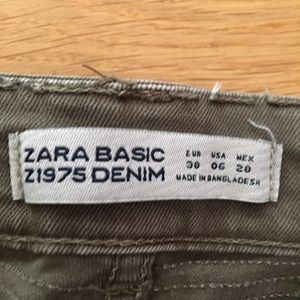 ZARA BASIC
Z1975 DENIM
EUR USA MEX
38 06 28
MADE IN BANGLADESH